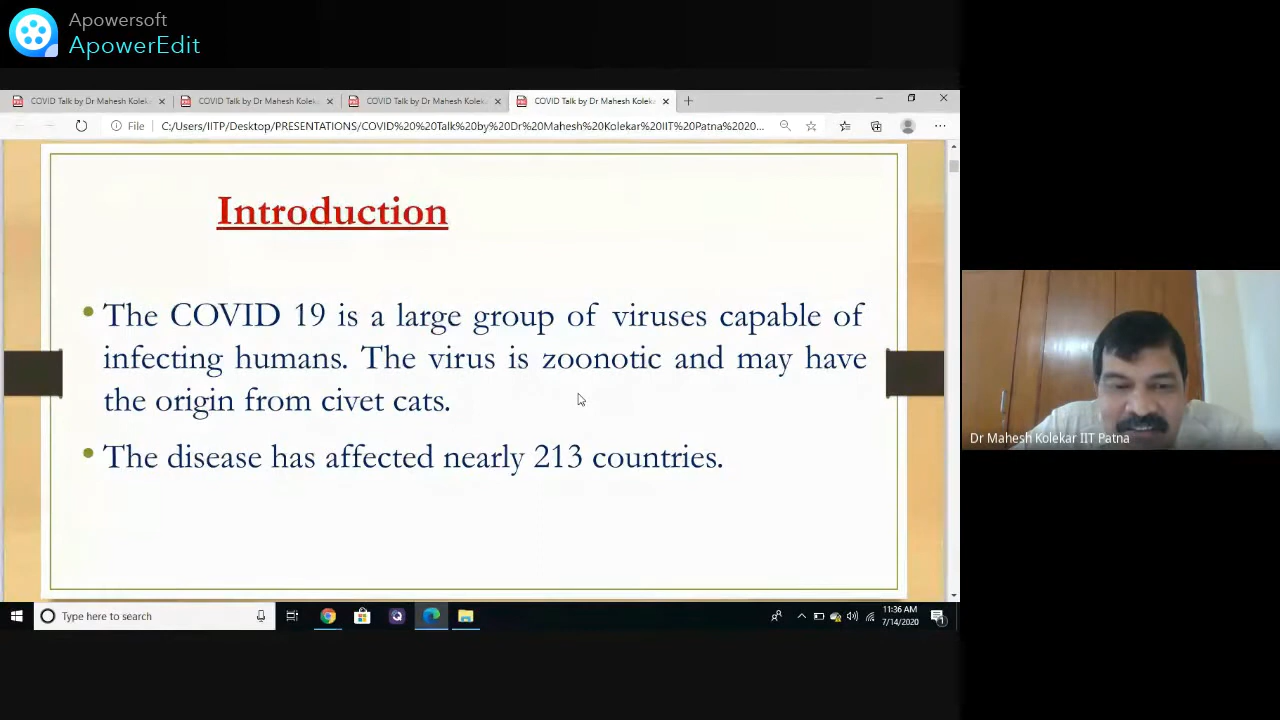 Apowersoft
ApowerEdit
COVID Talk by Dr Mahesh Kolek
COVID Talk by Dr Mahesh Kolek
COVID Talk by Dr Mahesh Kolek
COVID Talk by Dr Mahesh Kolek
File
C:/Users/IITP/Desktop/PRESENTATIONS/COVID%20%20Talk%20by%20Dr%20Mahesh%20Kolekar%20IIT%20Patna%2020...
Introduction
• The COVID 19 is a large group of viruses capable of
infecting humans. The virus is zoonotic and may have
the origin from civet cats.
• The disease has affected nearly 213 countries.
Dr Mahesh Kolekar IIT Patna
Type here to search
11:36 AM
7/14/2020